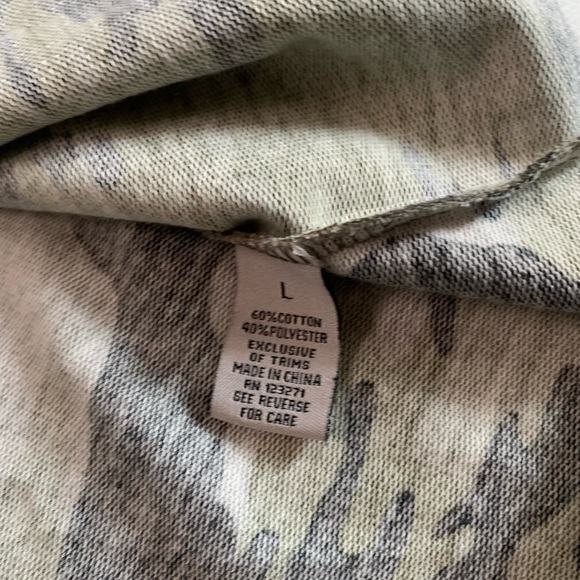 L
60%COTTON
40%POLYESTER
EXCLUSIVE
OF TRIMS
MADE IN CHINA
RN 123271
SEE REVERSE
FOR CARE